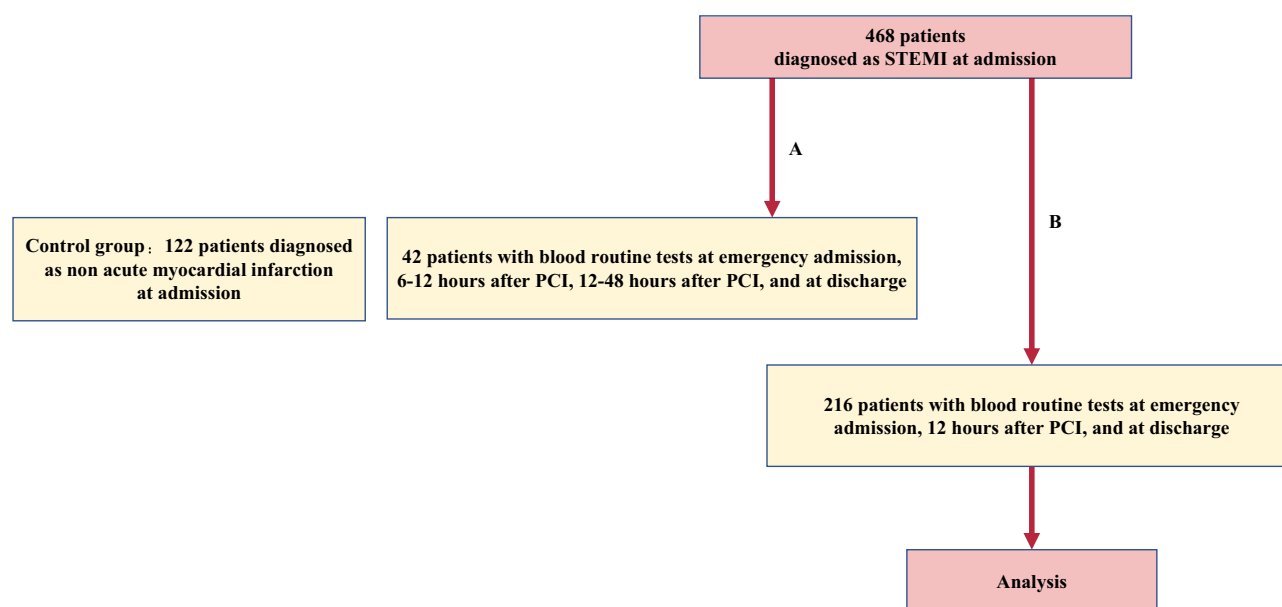 468 patients
diagnosed as STEMI at admission
A
B
Control group：122 patients diagnosed
as non acute myocardial infarction
at admission
42 patients with blood routine tests at emergency admission,
6-12 hours after PCI, 12-48 hours after PCI, and at discharge
216 patients with blood routine tests at emergency
admission, 12 hours after PCI, and at discharge
Analysis